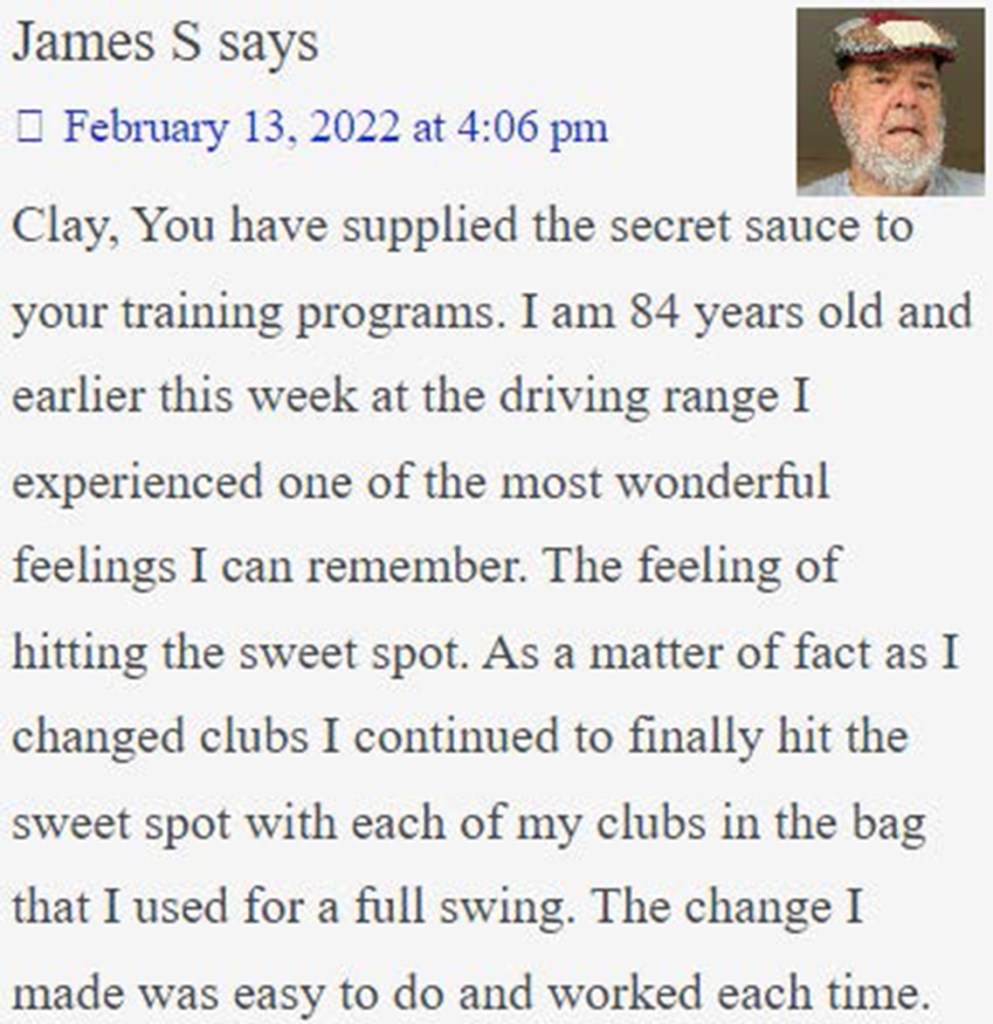 James S says
February 13, 2022 at 4:06 pm
Clay, You have supplied the secret sauce to
your training programs. I am 84 years old and
earlier this week at the driving range I
experienced one of the most wonderful
feelings I can remember. The feeling of
hitting the sweet spot. As a matter of fact as I
changed clubs I continued to finally hit the
sweet spot with each of my clubs in the bag
that I used for a full swing. The change I
made was easy to do and worked each time.